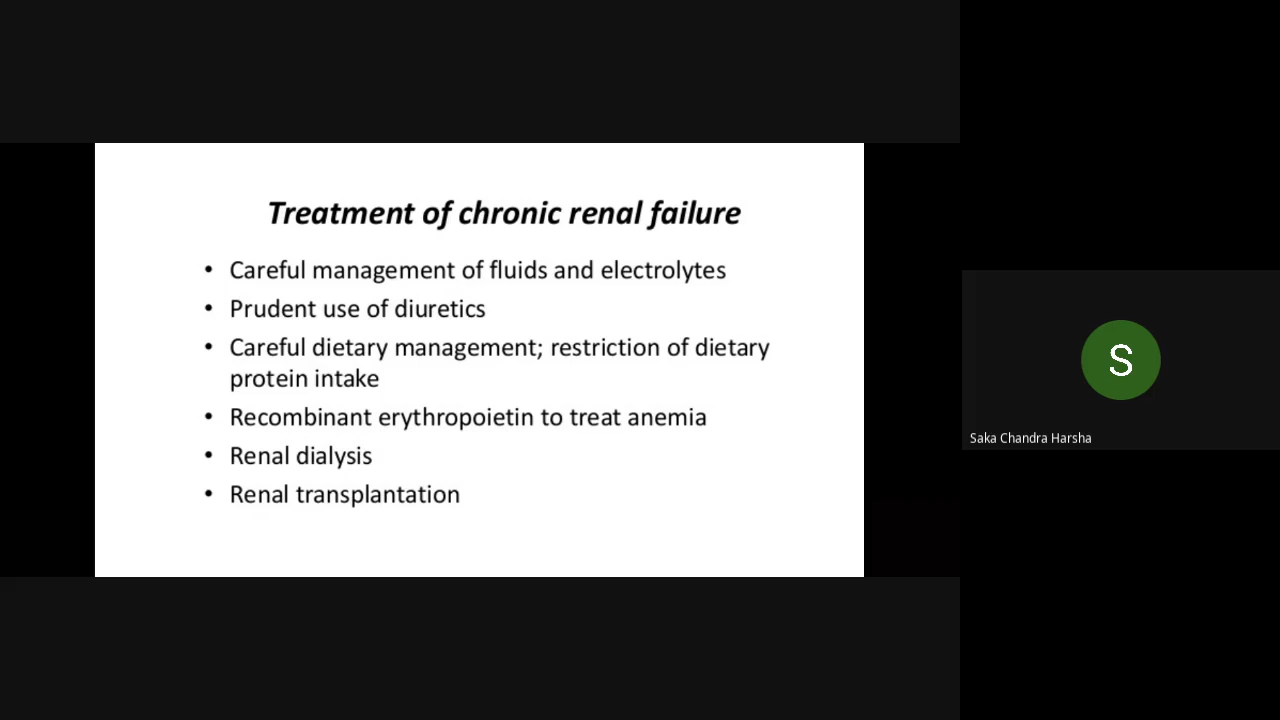 Treatment of chronic renal failure
• Careful management of fluids and electrolytes
• Prudent use of diuretics
• Careful dietary management; restriction of dietary
protein intake
• Recombinant erythropoietin to treat anemia
• Renal dialysis
• Renal transplantation
S
Saka Chandra Harsha